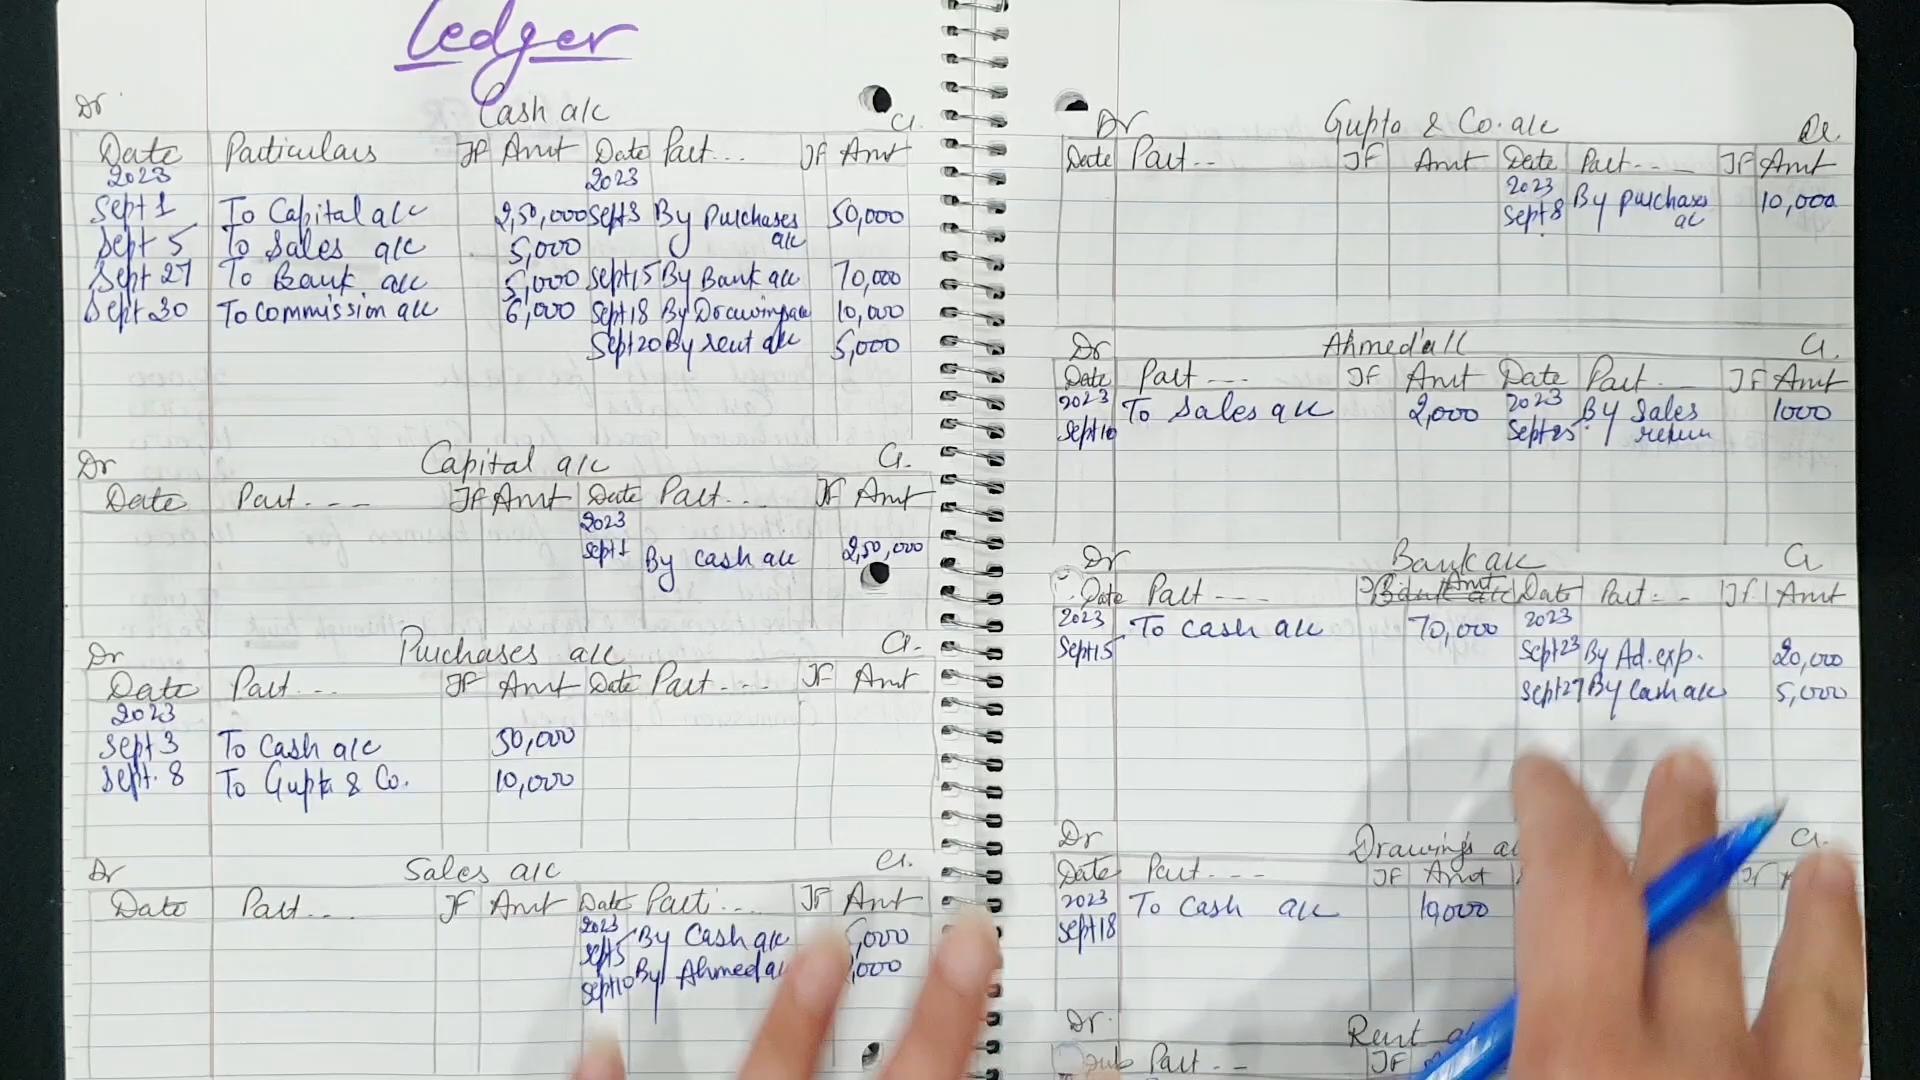 Ledger
Dr Cash a/c Cr.
Date Particulars JF Amt Date Part... JF Amt
2023 2023
Sept 1 To Capital a/c 2,50,000 Sept 3 By Purchases a/c 50,000
Sept 5 To Sales a/c 5,000
Sept 27 To Bank a/c 5,000 Sept 15 By Bank a/c 70,000
Sept 30 To Commission a/c 6,000 Sept 18 By Drawings a/c 10,000
Sept 20 By rent a/c 5,000
Dr Capital a/c Cr.
Date Part... JF Amt Date Part... JF Amt
2023
Sept 1 By Cash a/c 2,50,000
Dr Purchases a/c Cr.
Date Part... JF Amt Date Part... JF Amt
2023
Sept 3 To Cash a/c 50,000
Sept. 8 To Gupta & Co. 10,000
Dr Sales a/c Cr.
Date Part... JF Amt Date Parti... JF Amt
2023
Sept 5 By Cash a/c ,000
Sept 10 By Ahmed a/c ,000
Dr Gupta & Co. a/c Cr.
Date Part... JF Amt Date Part... JF Amt
2023
Sept 8 By purchases a/c 10,000
Dr Ahmed a/c Cr.
Date Part... JF Amt Date Part... JF Amt
2023 To Sales a/c 2,000 2023 By Sales 1000
Sept 10 Sept 25 return
Dr Bank a/c Cr
Date Part... Amt Date Part... Jf Amt
2023 To Cash a/c 70,000 2023
Sept 15 Sept 23 By Ad. exp. 20,000
Sept 27 By Cash a/c 5,000
Dr Drawing's a Cr.
Date Part... JF Amt JF
2023 To Cash a/c 10,000
Sept 18
Dr. Rent a
Part... JF